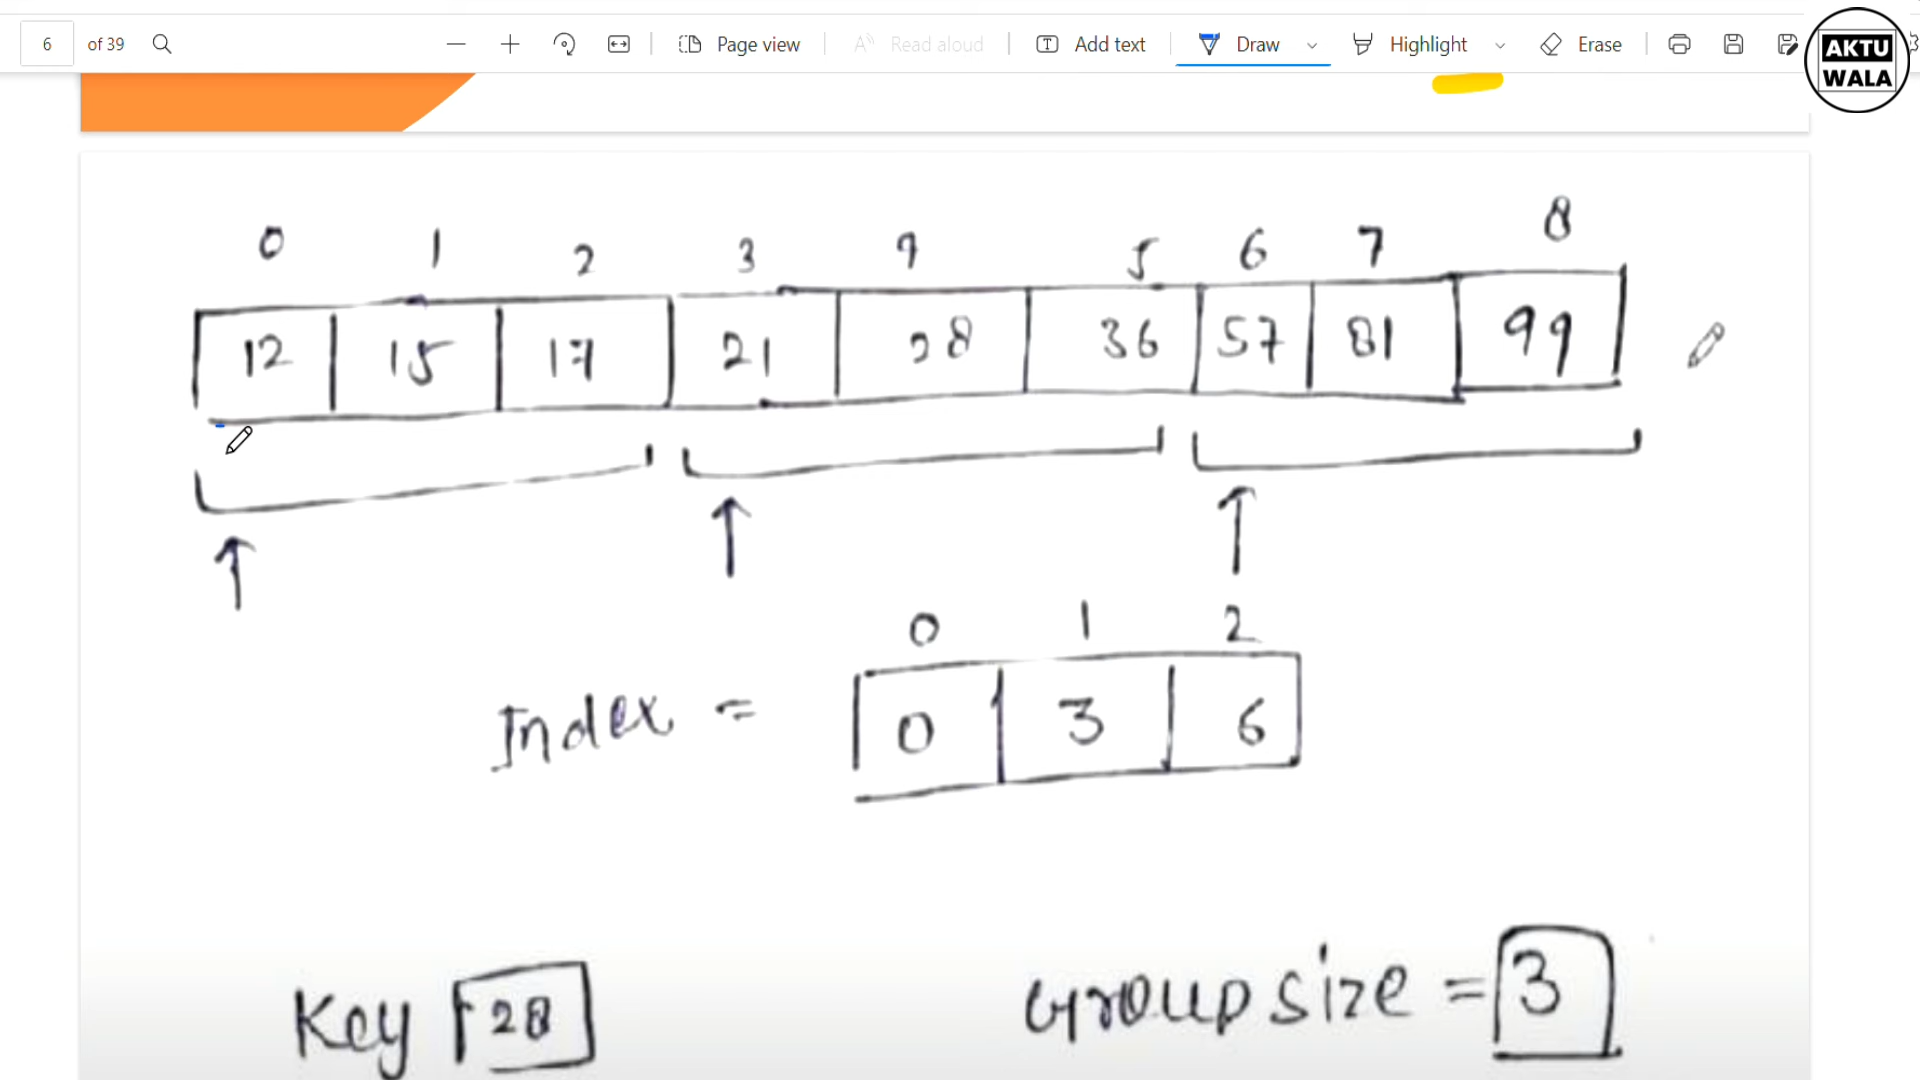 6 of 39 Page view Read aloud Add text Draw Highlight Erase
AKTU
WALA
0 1 2 3 4 5 6 7 8
12 15 17 21 28 36 57 81 99
0 1 2
Index = 0 3 6
Key 28 Group size = 3